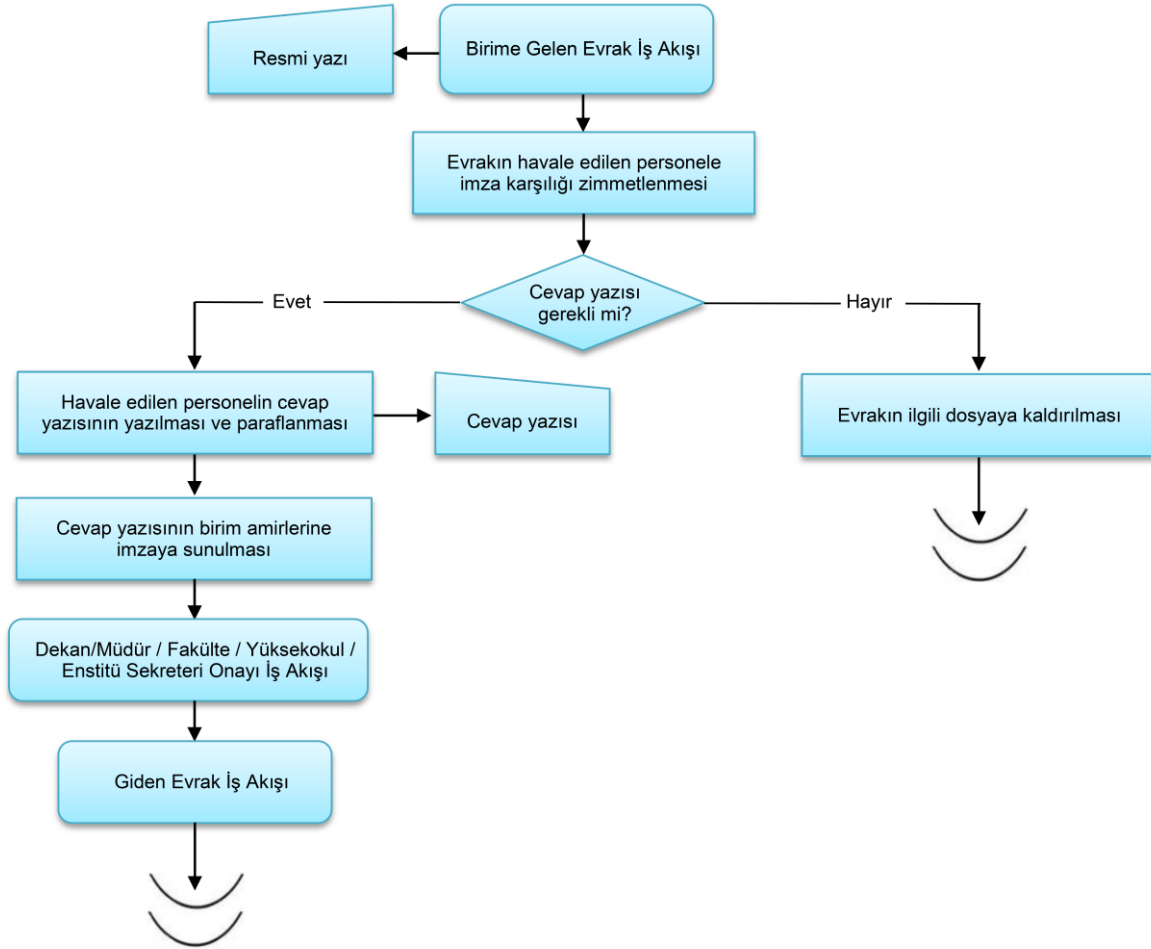 Resmi yazı
Birime Gelen Evrak İş Akışı
Evrakın havale edilen personele
imza karşılığı zimmetlenmesi
Cevap yazısı
gerekli mi?
Evet
Hayır
Havale edilen personelin cevap
yazısının yazılması ve paraflanması
Cevap yazısı
Evrakın ilgili dosyaya kaldırılması
Cevap yazısının birim amirlerine
imzaya sunulması
Dekan/Müdür / Fakülte / Yüksekokul /
Enstitü Sekreteri Onayı İş Akışı
Giden Evrak İş Akışı